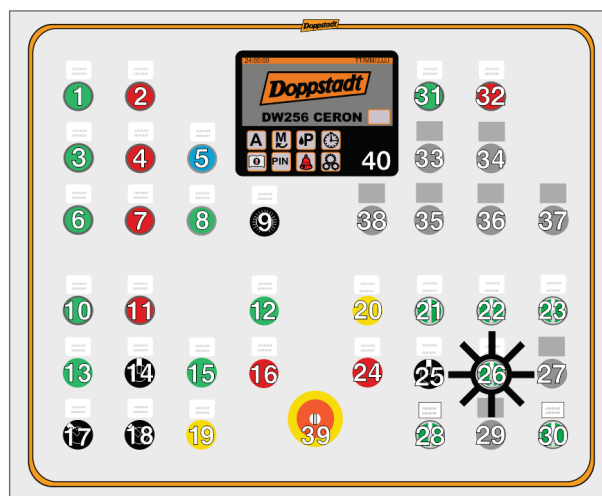 Doppstadt
24:00:00 TT/MM/JJJJ
Doppstadt
DW256 CERON
A M P
PIN
40
1 2 31 32
3 4 5 33 34
6 7 8 9 38 35 36 37
10 11 12 20 21 22 23
13 14 15 16 24 25 26 27
17 18 19 39 28 29 30